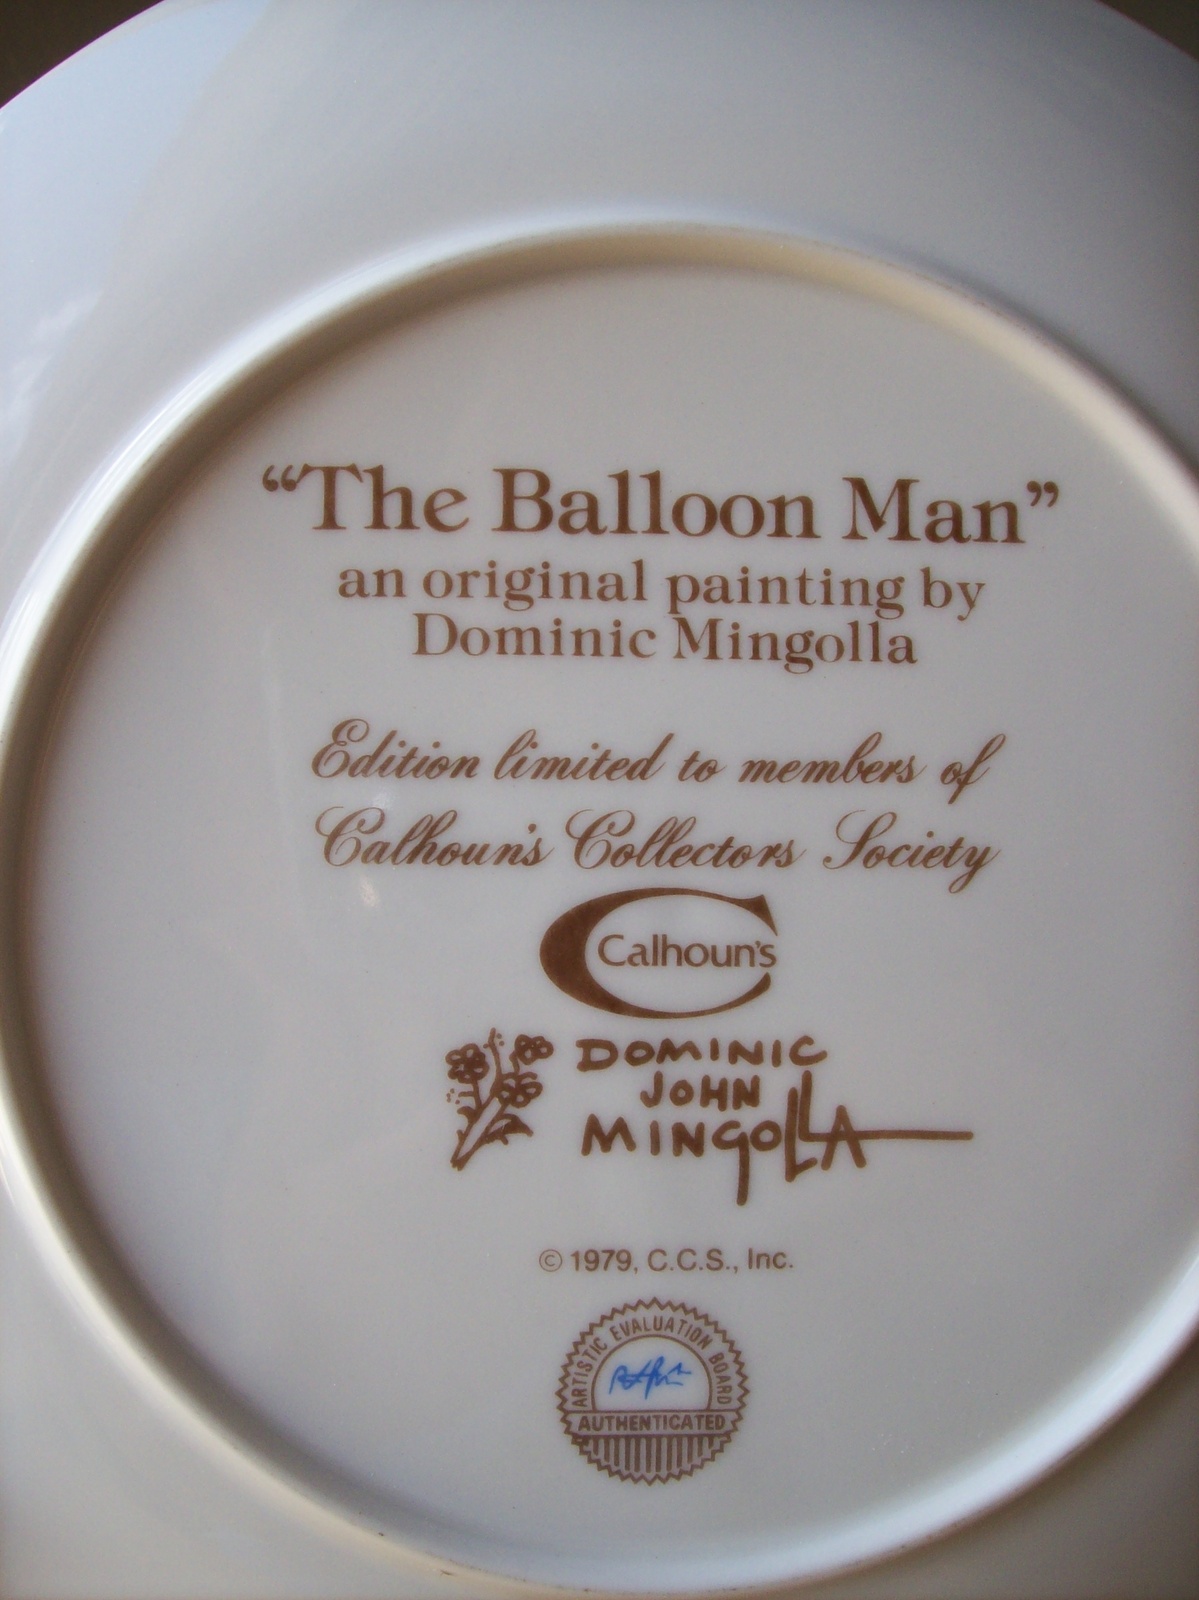 “The Balloon Man”
an original painting by
Dominic Mingolla
Edition limited to members of
Calhoun's Collectors Society
Calhoun's
DOMINIC
JOHN
MINGOLLA
© 1979, C.C.S., Inc.
ARTISTIC EVALUATION BOARD
AUTHENTICATED